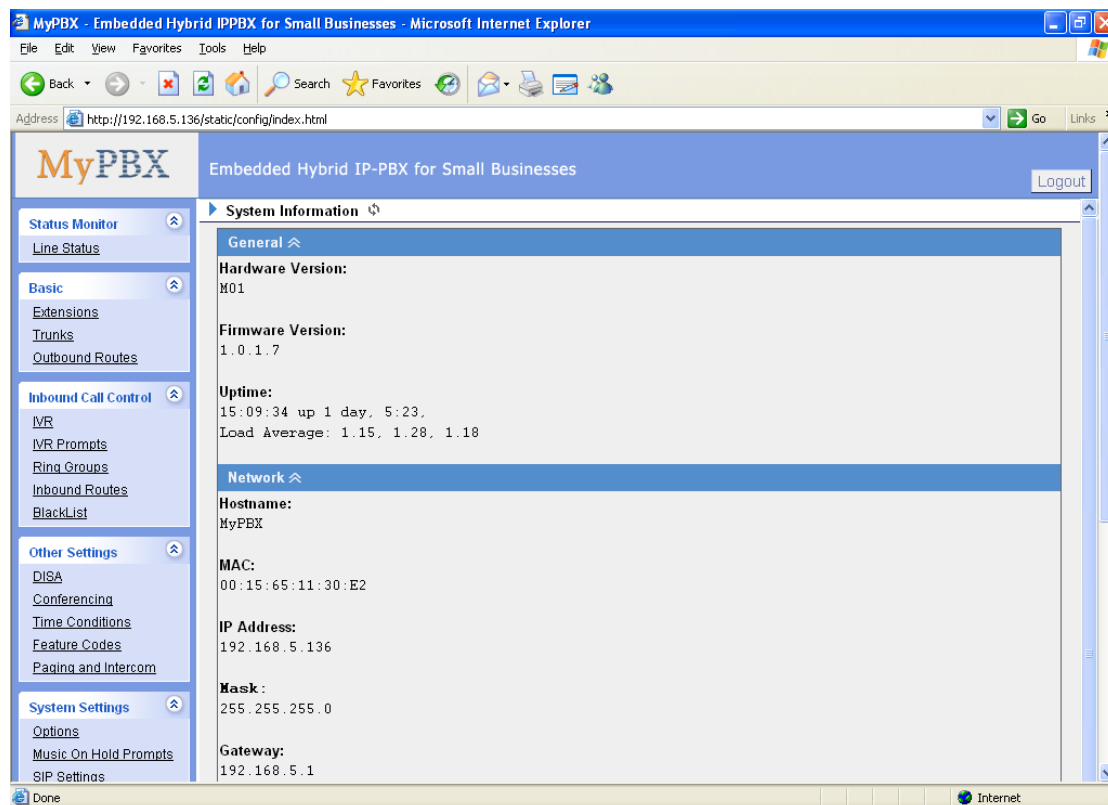 MyPBX - Embedded Hybrid IPPBX for Small Businesses - Microsoft Internet Explorer
File Edit View Favorites Tools Help
Back Search Favorites
Address http://192.168.5.136/static/config/index.html Go Links
MyPBX
Embedded Hybrid IP-PBX for Small Businesses
Logout
Status Monitor
Line Status
Basic
Extensions
Trunks
Outbound Routes
Inbound Call Control
IVR
IVR Prompts
Ring Groups
Inbound Routes
BlackList
Other Settings
DISA
Conferencing
Time Conditions
Feature Codes
Paging and Intercom
System Settings
Options
Music On Hold Prompts
SIP Settings
System Information
General
Hardware Version:
M01
Firmware Version:
1.0.1.7
Uptime:
15:09:34 up 1 day, 5:23,
Load Average: 1.15, 1.28, 1.18
Network
Hostname:
MyPBX
MAC:
00:15:65:11:30:E2
IP Address:
192.168.5.136
Mask:
255.255.255.0
Gateway:
192.168.5.1
Done Internet